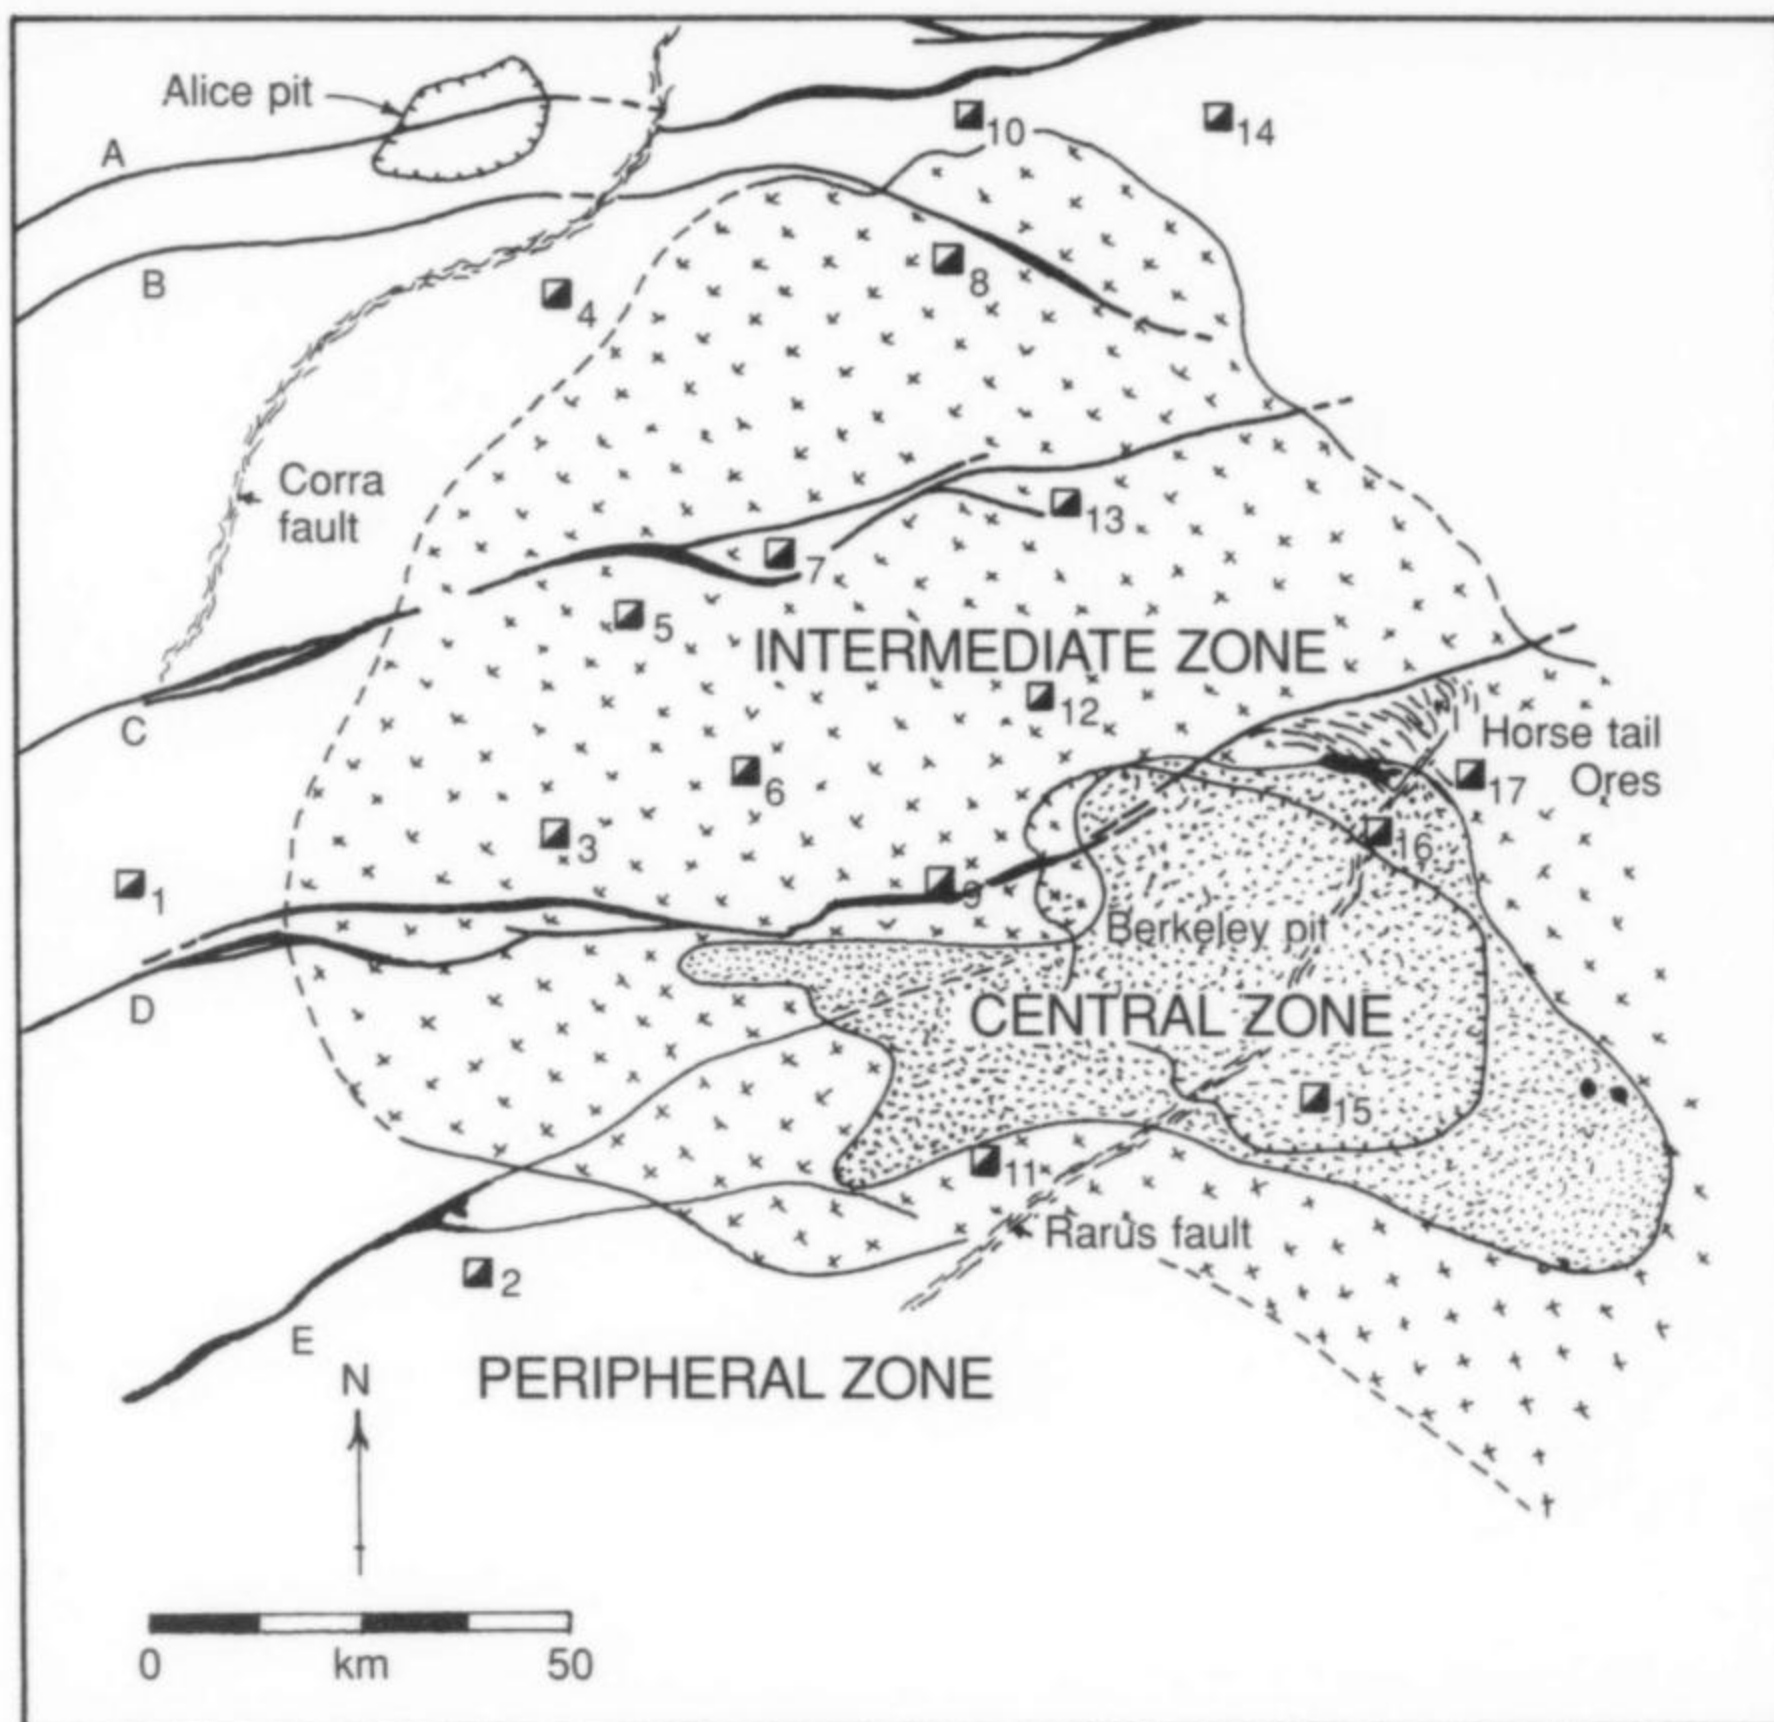 Alice pit
A
10
14
B
8
4
Corra
fault
13
7
5
INTERMEDIATE ZONE
12
C
Horse tail
Ores
17
6
3
16
1
9
Berkeley pit
D
CENTRAL ZONE
15
11
Rarus fault
2
E
N
PERIPHERAL ZONE
0 km 50